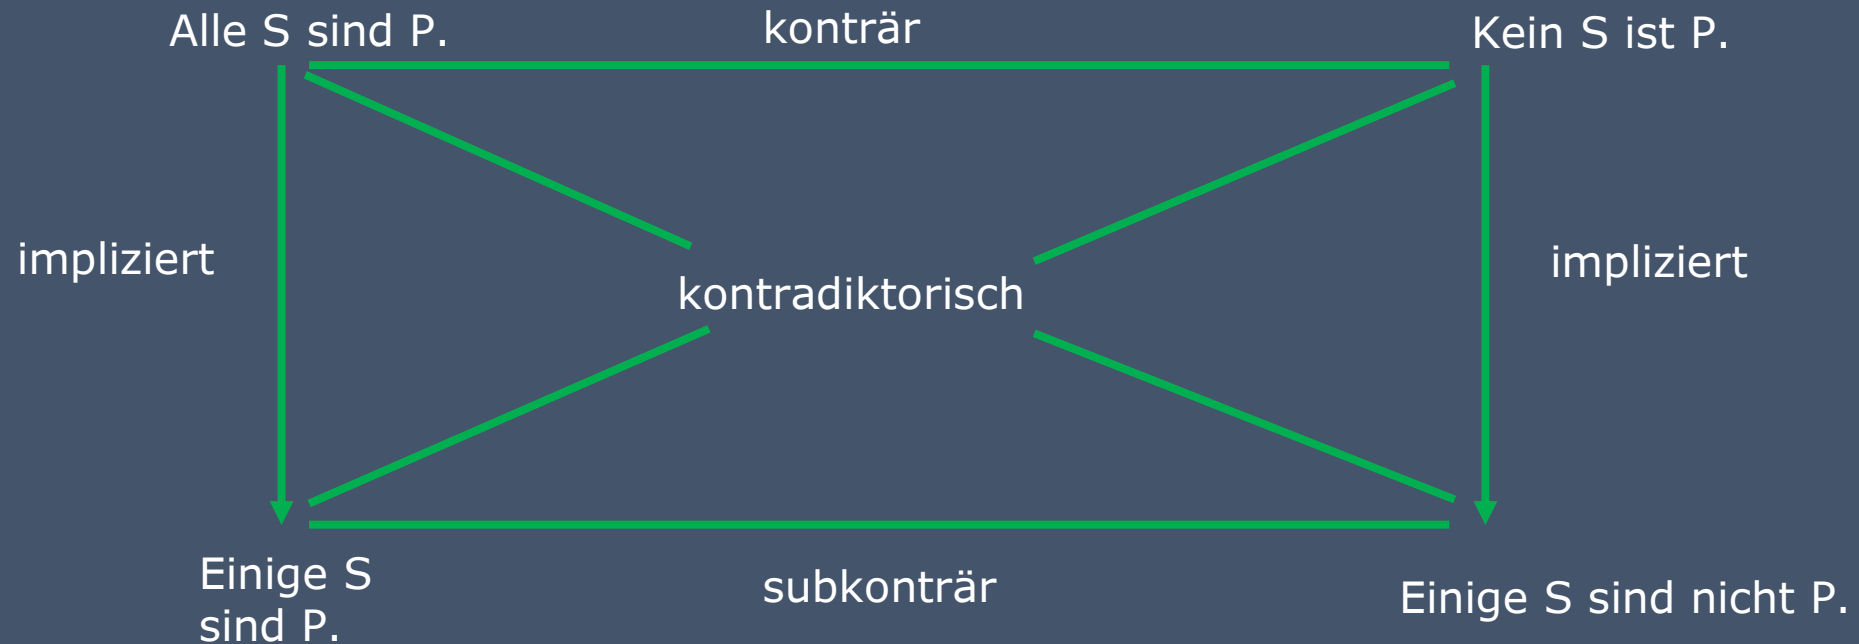 Alle S sind P.
konträr
Kein S ist P.
impliziert
impliziert
kontradiktorisch
Einige S
sind P.
subkonträr
Einige S sind nicht P.